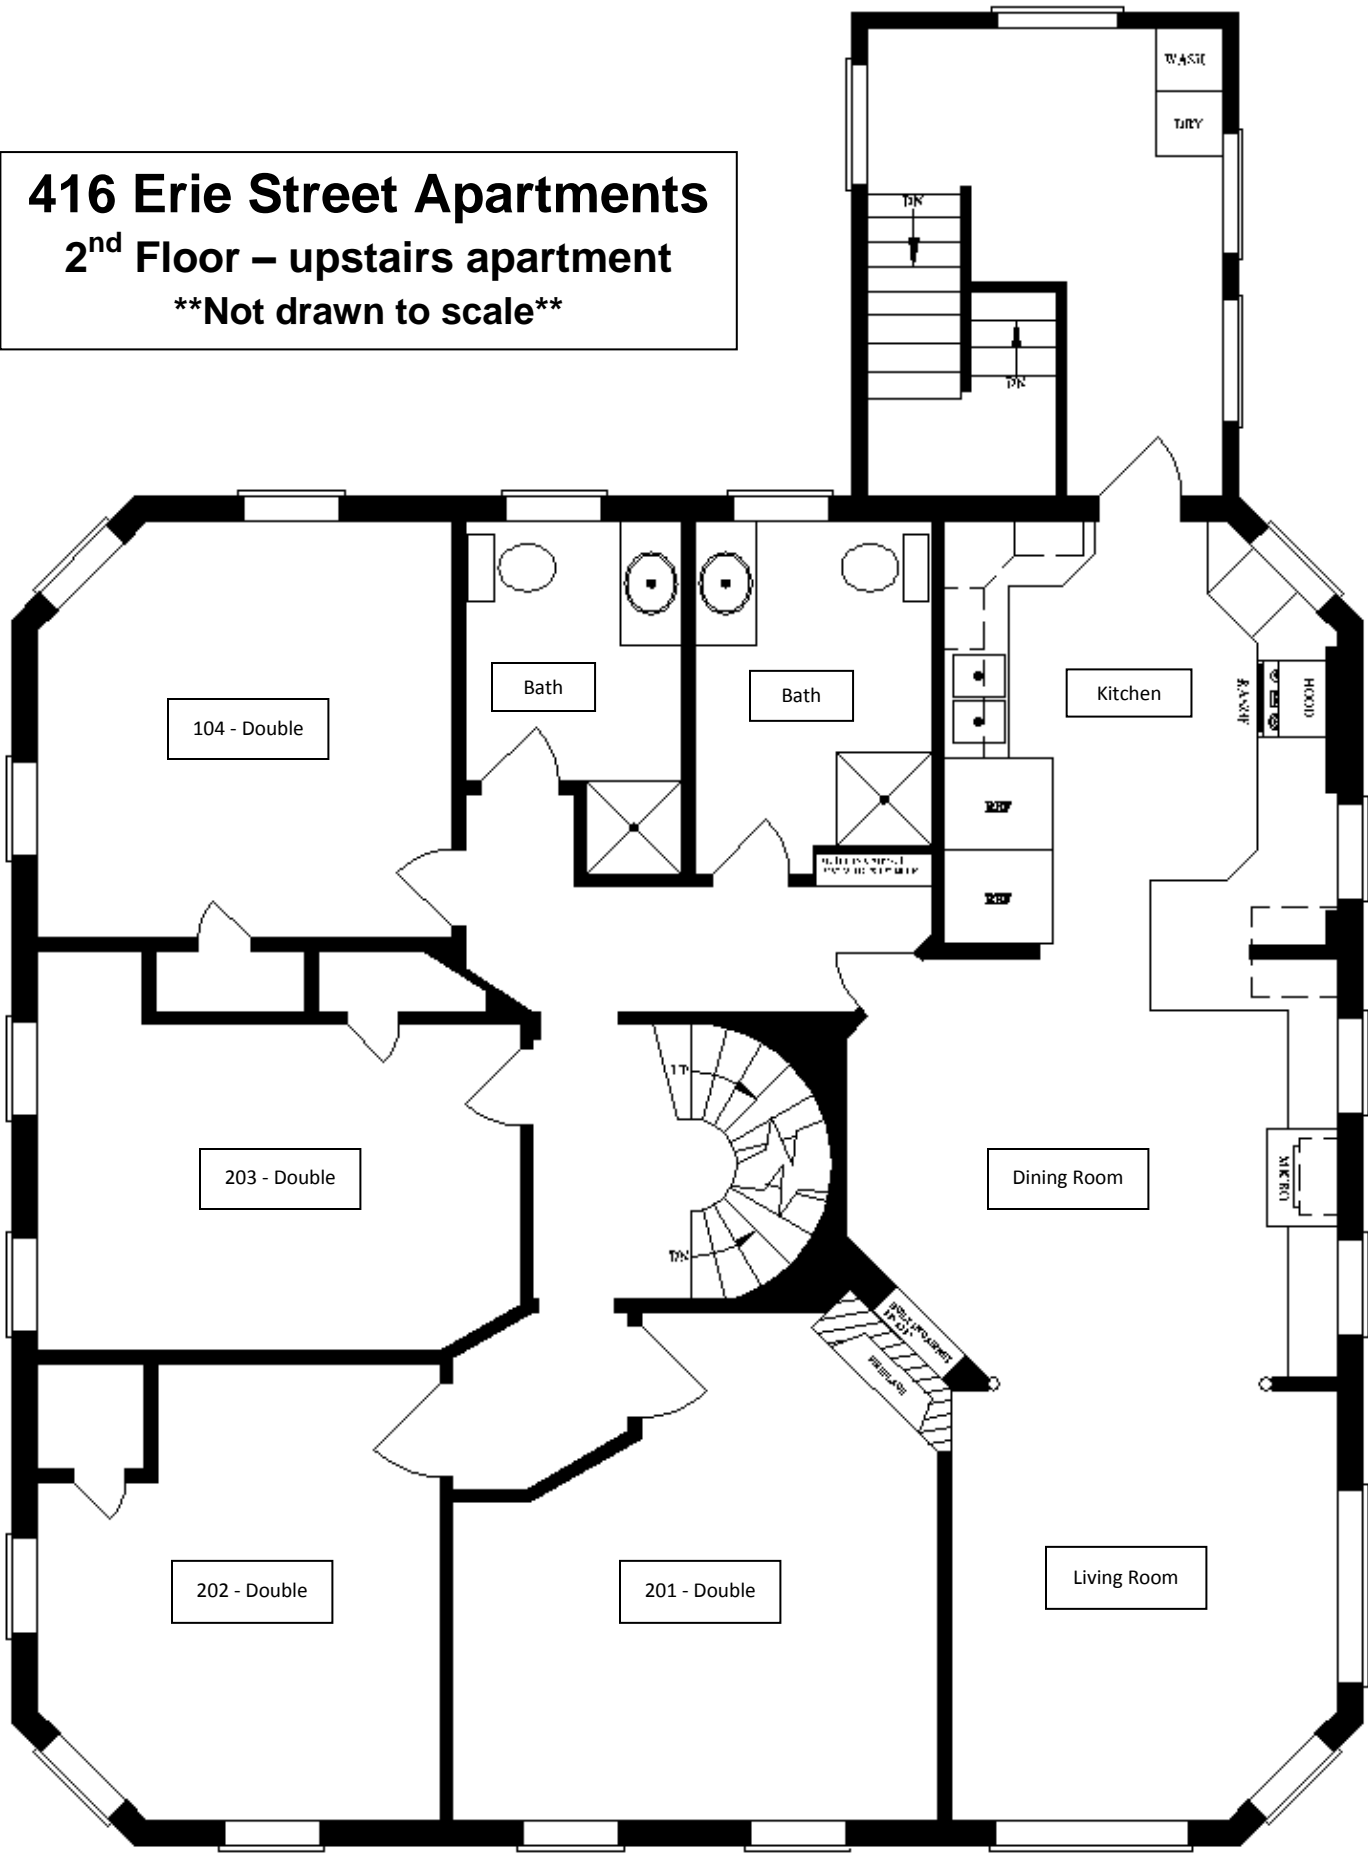 416 Erie Street Apartments
2nd Floor – upstairs apartment
**Not drawn to scale**
WASH
DRY
DN
DN
Bath
Bath
Kitchen
104 - Double
HOOD
RANGE
REF
REF
UP
203 - Double
Dining Room
MICRO
DN
FIREPLACE
202 - Double
201 - Double
Living Room